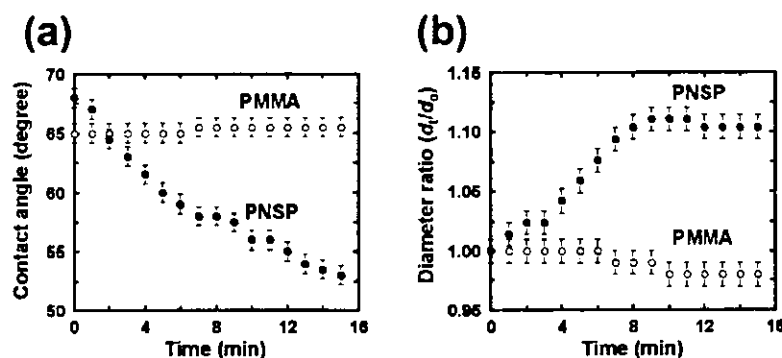 (a)
70
65
60
55
50
Contact angle (degree)
PMMA
PNSP
0 4 8 12 16
Time (min)
(b)
1.15
1.10
1.05
1.00
0.95
Diameter ratio (dt/do)
PNSP
PMMA
0 4 8 12 16
Time (min)